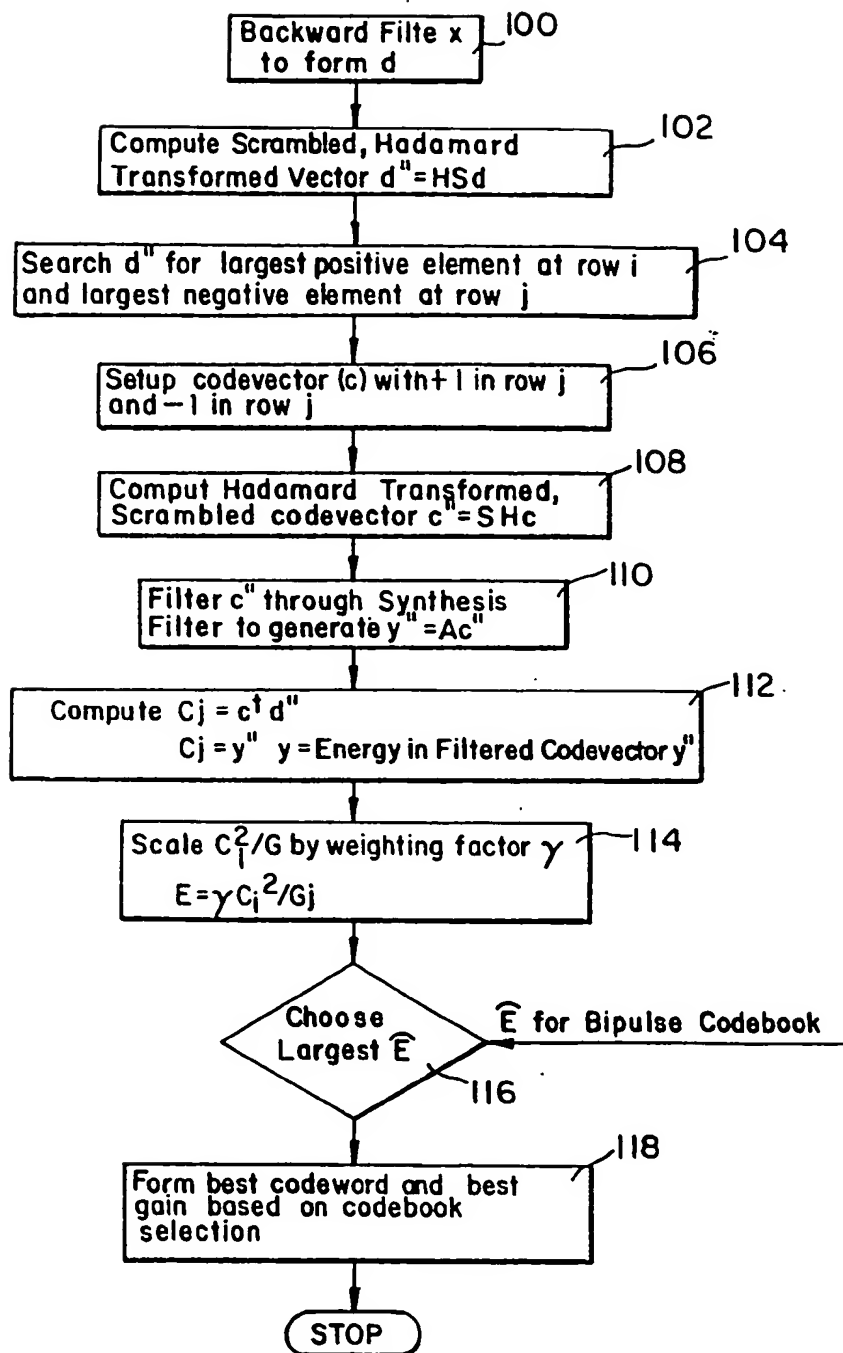 Backward Filte x
to form d
100
Compute Scrambled, Hadamard
Transformed Vector d"=HSd
102
Search d" for largest positive element at row i
and largest negative element at row j
104
Setup codevector (c) with +1 in row j
and -1 in row j
106
Comput Hadamard Transformed,
Scrambled codevector c"=SHc
108
Filter c" through Synthesis
Filter to generate y"=Ac"
110
Compute Cj = c† d"
Cj = y" y = Energy in Filtered Codevector y"
112
Scale Ci²/G by weighting factor γ
E=γCi²/Gj
114
Choose
Largest Ê
116
Ê for Bipulse Codebook
Form best codeword and best
gain based on codebook
selection
118
STOP